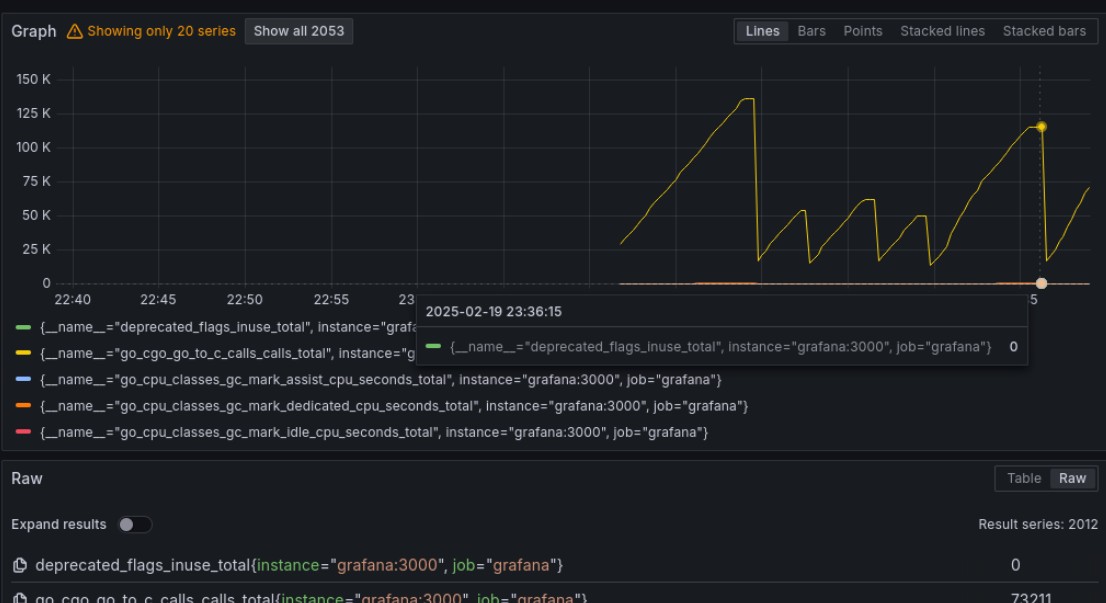 Graph Showing only 20 series Show all 2053 Lines Bars Points Stacked lines Stacked bars
150 K
125 K
100 K
75 K
50 K
25 K
0
22:40 22:45 22:50 22:55 23 5
2025-02-19 23:36:15
{__name__="deprecated_flags_inuse_total", instance="grafana:3000", job="grafana"} 0
{__name__="deprecated_flags_inuse_total", instance="grafa
{__name__="go_cgo_go_to_c_calls_calls_total", instance="g
{__name__="go_cpu_classes_gc_mark_assist_cpu_seconds_total", instance="grafana:3000", job="grafana"}
{__name__="go_cpu_classes_gc_mark_dedicated_cpu_seconds_total", instance="grafana:3000", job="grafana"}
{__name__="go_cpu_classes_gc_mark_idle_cpu_seconds_total", instance="grafana:3000", job="grafana"}
Raw Table Raw
Expand results Result series: 2012
deprecated_flags_inuse_total{instance="grafana:3000", job="grafana"} 0
go_cgo_go_to_c_calls_calls_total{instance="grafana:3000", job="grafana"} 73211